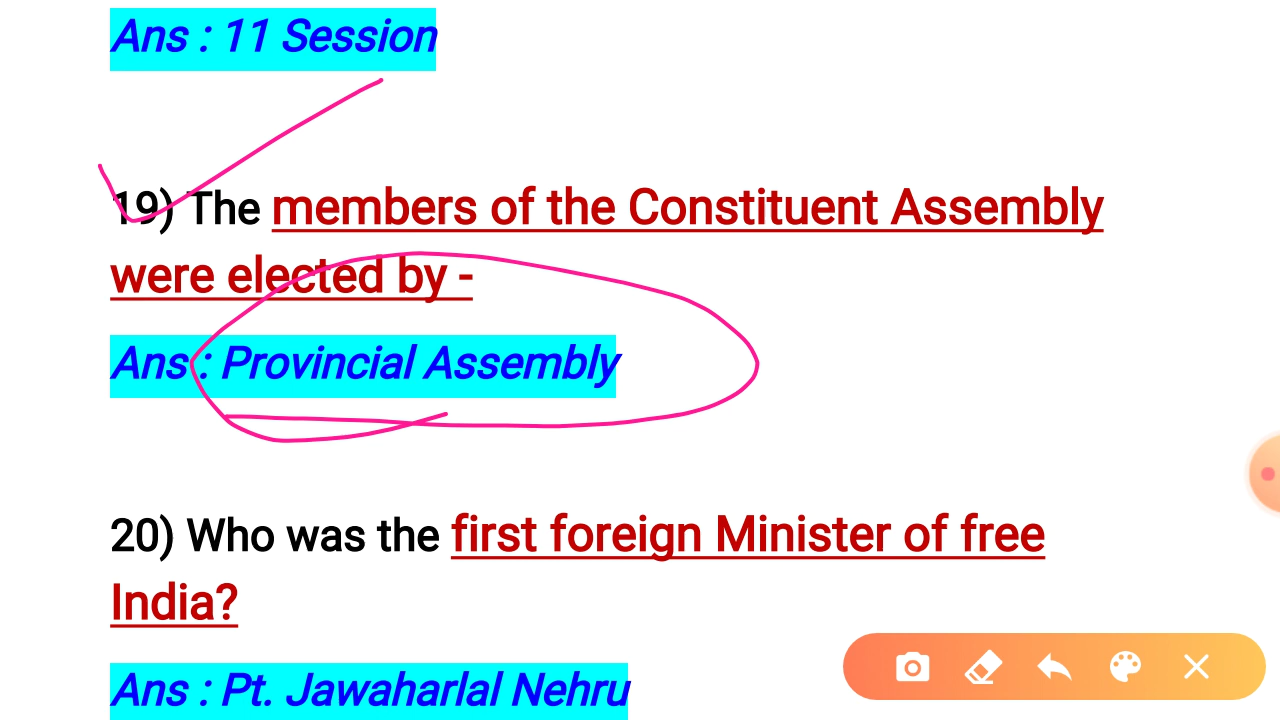 Ans : 11 Session
19) The members of the Constituent Assembly
were elected by -
Ans : Provincial Assembly
20) Who was the first foreign Minister of free
India?
Ans : Pt. Jawaharlal Nehru